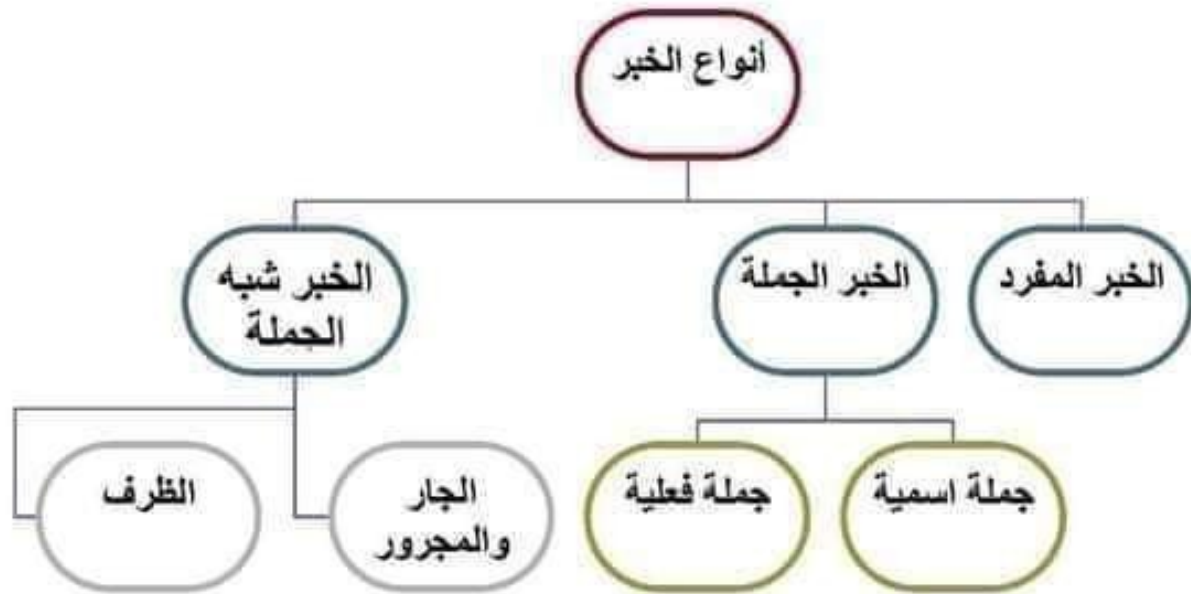 أنواع الخبر
الخبر المفرد
الخبر الجملة
الخبر شبه
الجملة
جملة اسمية
جملة فعلية
الجار
والمجرور
الظرف